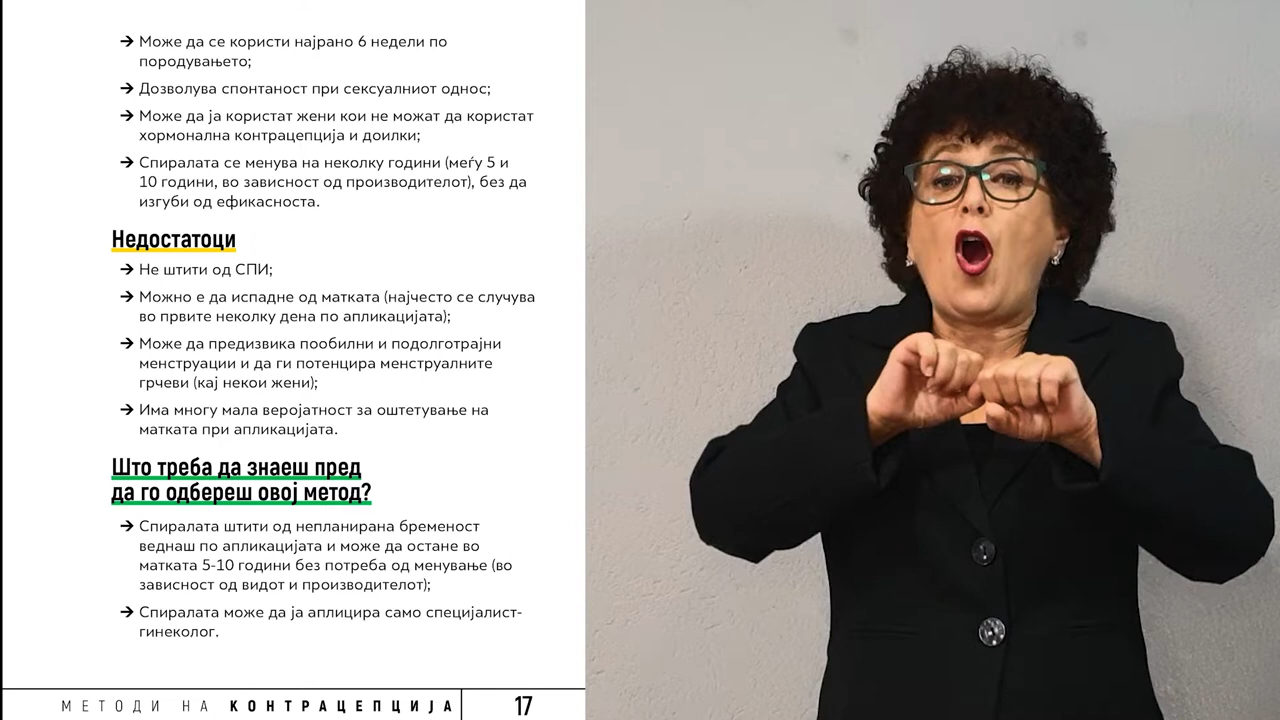 → Може да се користи најрано 6 недели по
породувањето;
→ Дозволува спонтаност при сексуалниот однос;
→ Може да ја користат жени кои не можат да користат
хормонална контрацепција и доилки;
→ Спиралата се менува на неколку години (меѓу 5 и
10 години, во зависност од производителот), без да
изгуби од ефикасноста.
Недостатоци
→ Не штити од СПИ;
→ Можно е да испадне од матката (најчесто се случува
во првите неколку дена по апликацијата);
→ Може да предизвика пообилни и подолготрајни
менструации и да ги потенцира менструалните
грчеви (кај некои жени);
→ Има многу мала веројатност за оштетување на
матката при апликацијата.
Што треба да знаеш пред
да го одбереш овој метод?
→ Спиралата штити од непланирана бременост
веднаш по апликацијата и може да остане во
матката 5-10 години без потреба од менување (во
зависност од видот и производителот);
→ Спиралата може да ја аплицира само специјалист-
гинеколог.
МЕТОДИ НА КОНТРАЦЕПЦИЈА 17